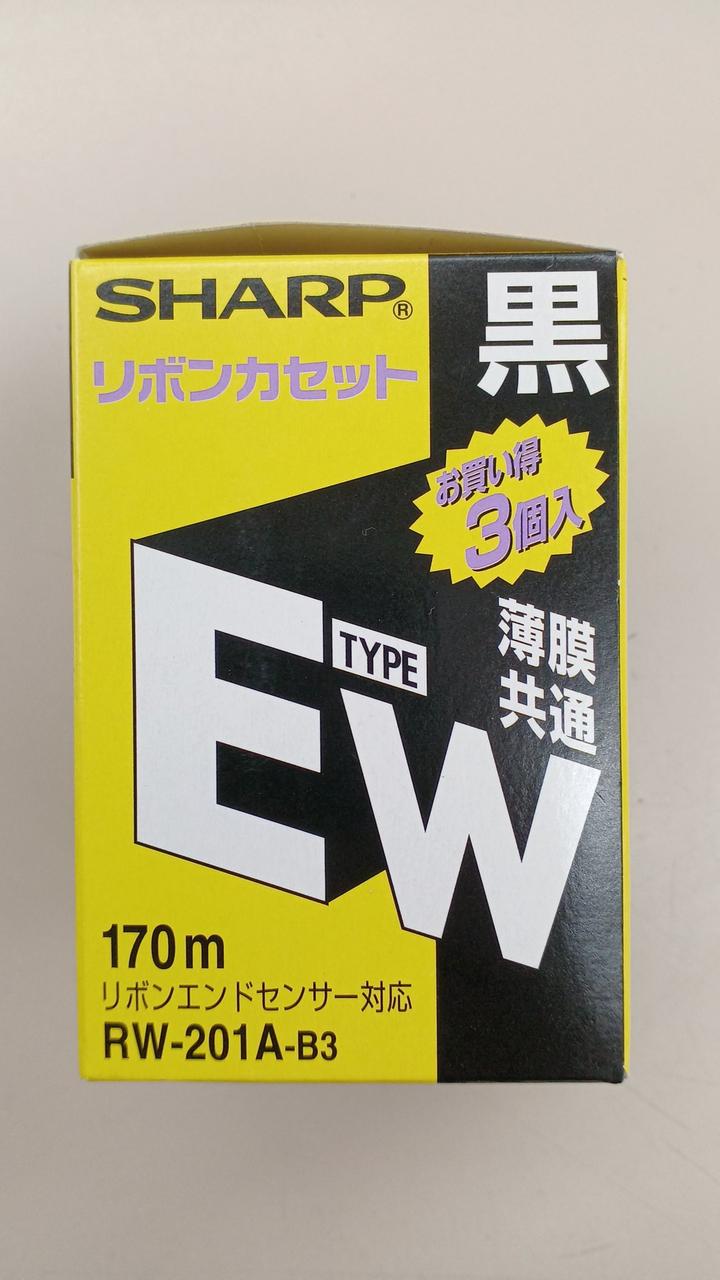 SHARP®
リボンカセット
黒
お買い得
3個入
TYPE
EW
薄膜
共通
170m
リボンエンドセンサー対応
RW-201A-B3